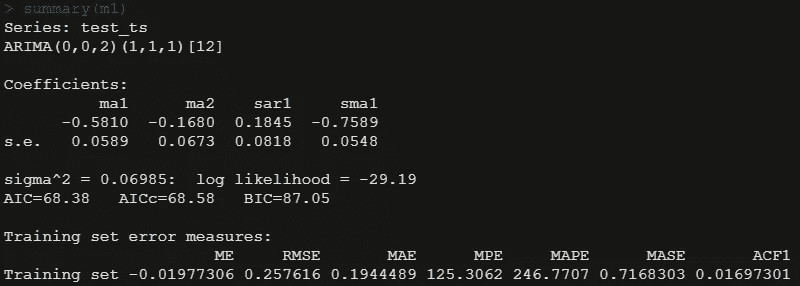 > summary(m1)
Series: test_ts
ARIMA(0,0,2)(1,1,1)[12]
Coefficients:
ma1 ma2 sar1 sma1
-0.5810 -0.1680 0.1845 -0.7589
s.e. 0.0589 0.0673 0.0818 0.0548
sigma^2 = 0.06985: log likelihood = -29.19
AIC=68.38 AICc=68.58 BIC=87.05
Training set error measures:
ME RMSE MAE MPE MAPE MASE ACF1
Training set -0.01977306 0.257616 0.1944489 125.3062 246.7707 0.7168303 0.01697301